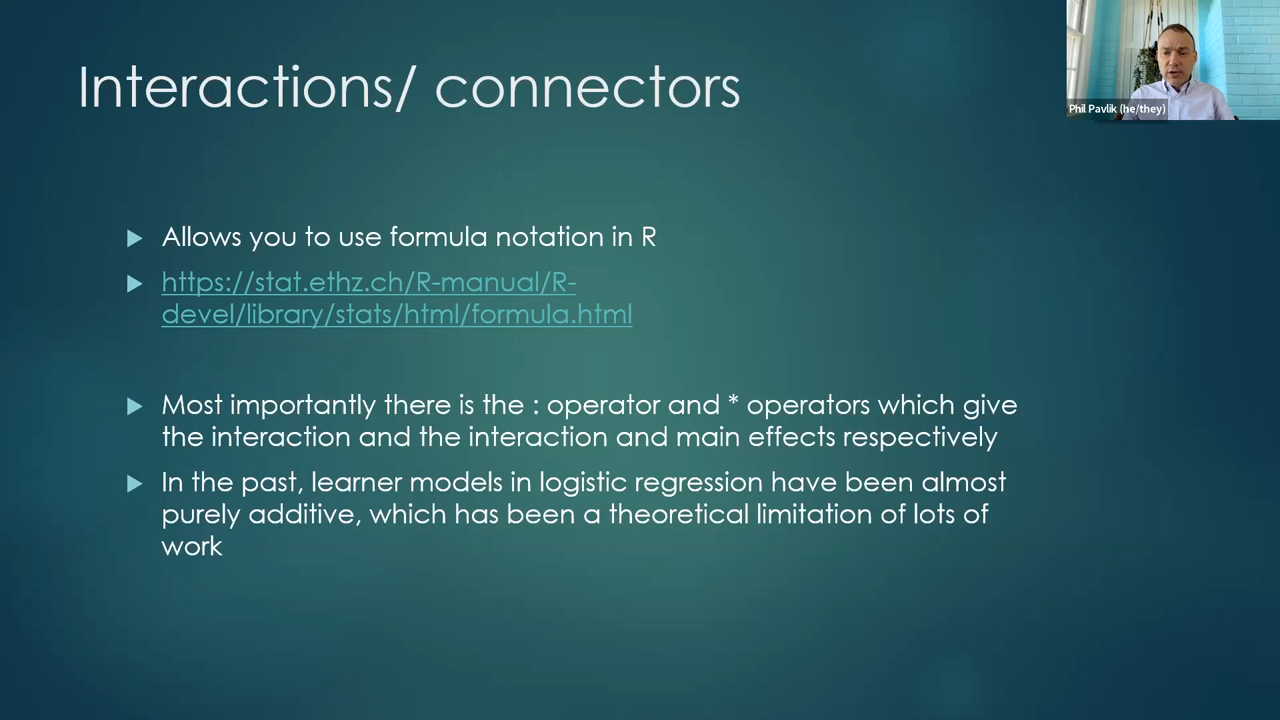 Interactions/ connectors
Phil Pavlik (he/they)
Allows you to use formula notation in R
https://stat.ethz.ch/R-manual/R-
devel/library/stats/html/formula.html
Most importantly there is the : operator and * operators which give
the interaction and the interaction and main effects respectively
In the past, learner models in logistic regression have been almost
purely additive, which has been a theoretical limitation of lots of
work